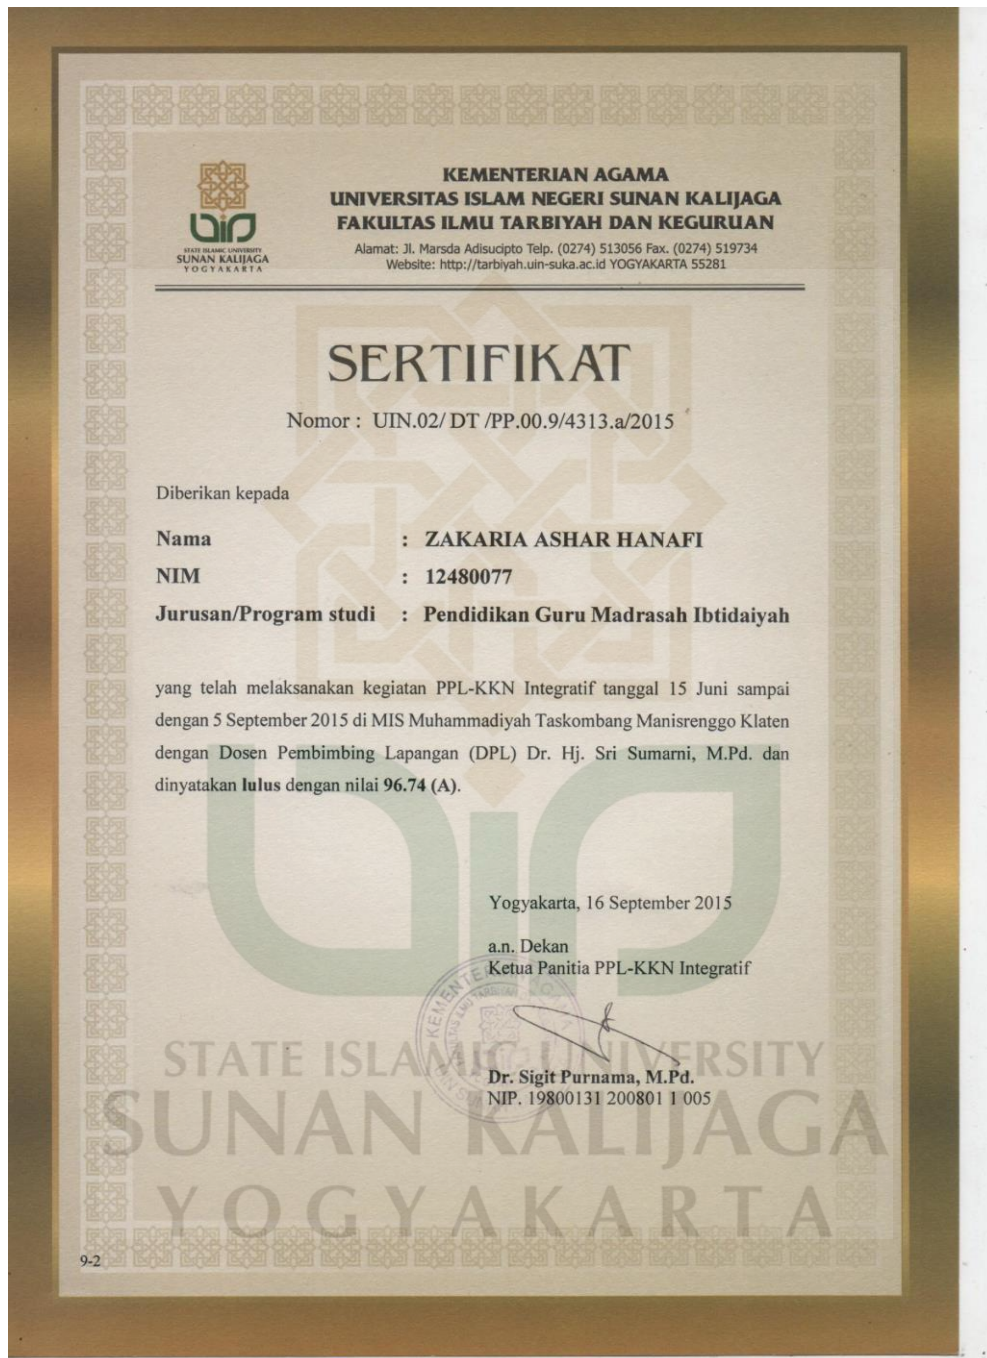 STATE ISLAMIC UNIVERSITY
SUNAN KALIJAGA
YOGYAKARTA
KEMENTERIAN AGAMA
UNIVERSITAS ISLAM NEGERI SUNAN KALIJAGA
FAKULTAS ILMU TARBIYAH DAN KEGURUAN
Alamat: Jl. Marsda Adisucipto Telp. (0274) 513056 Fax. (0274) 519734
Website: http://tarbiyah.uin-suka.ac.id YOGYAKARTA 55281
SERTIFIKAT
Nomor : UIN.02/ DT /PP.00.9/4313.a/2015
Diberikan kepada
Nama : ZAKARIA ASHAR HANAFI
NIM : 12480077
Jurusan/Program studi : Pendidikan Guru Madrasah Ibtidaiyah
yang telah melaksanakan kegiatan PPL-KKN Integratif tanggal 15 Juni sampai
dengan 5 September 2015 di MIS Muhammadiyah Taskombang Manisrenggo Klaten
dengan Dosen Pembimbing Lapangan (DPL) Dr. Hj. Sri Sumarni, M.Pd. dan
dinyatakan lulus dengan nilai 96.74 (A).
Yogyakarta, 16 September 2015
a.n. Dekan
Ketua Panitia PPL-KKN Integratif
KEMENTERIAN AGAMA
Dr. Sigit Purnama, M.Pd.
NIP. 19800131 200801 1 005
STATE ISLAMIC UNIVERSITY
SUNAN KALIJAGA
YOGYAKARTA
9-2